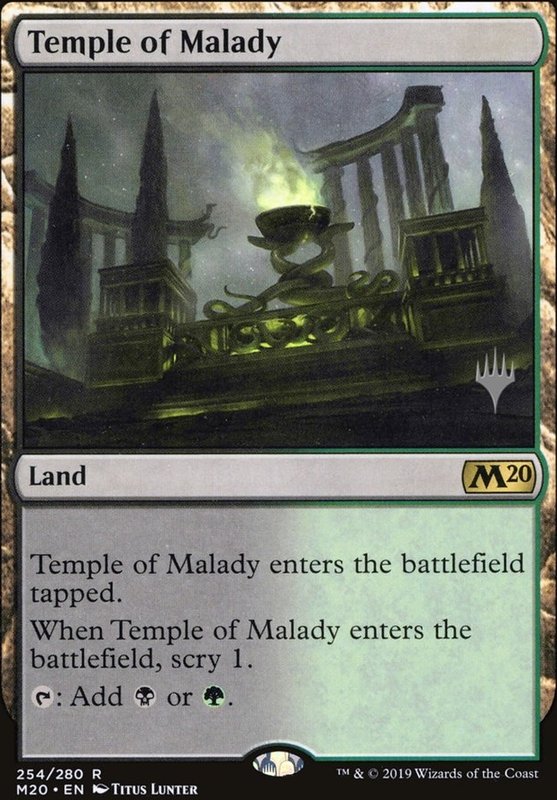 Temple of Malady
Land
M20
Temple of Malady enters the battlefield
tapped.
When Temple of Malady enters the
battlefield, scry 1.
: Add or .
254/280 R
M20 • EN Titus Lunter
™ & © 2019 Wizards of the Coast